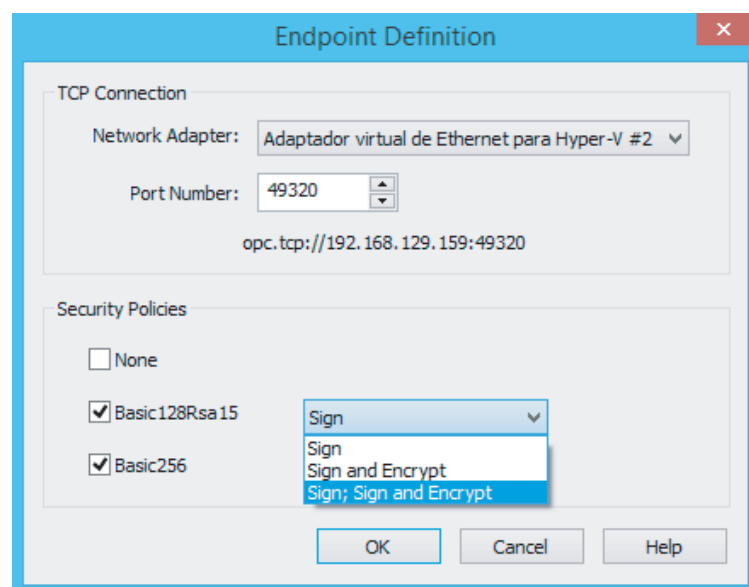 Endpoint Definition
TCP Connection
Network Adapter: Adaptador virtual de Ethernet para Hyper-V #2
Port Number: 49320
opc.tcp://192.168.129.159:49320
Security Policies
None
Basic128Rsa15 Sign
Sign
Basic256 Sign and Encrypt
Sign; Sign and Encrypt
OK Cancel Help